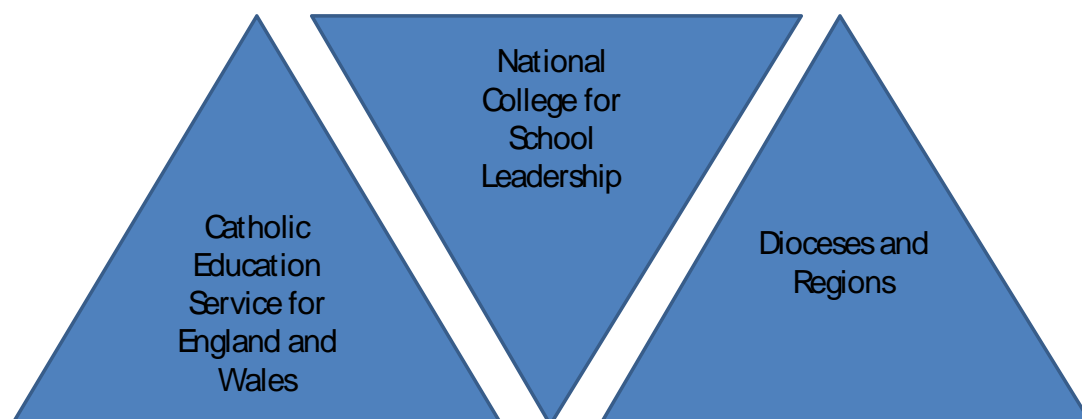 National
College for
School
Leadership
Catholic
Education
Service for
England and
Wales
Dioceses and
Regions